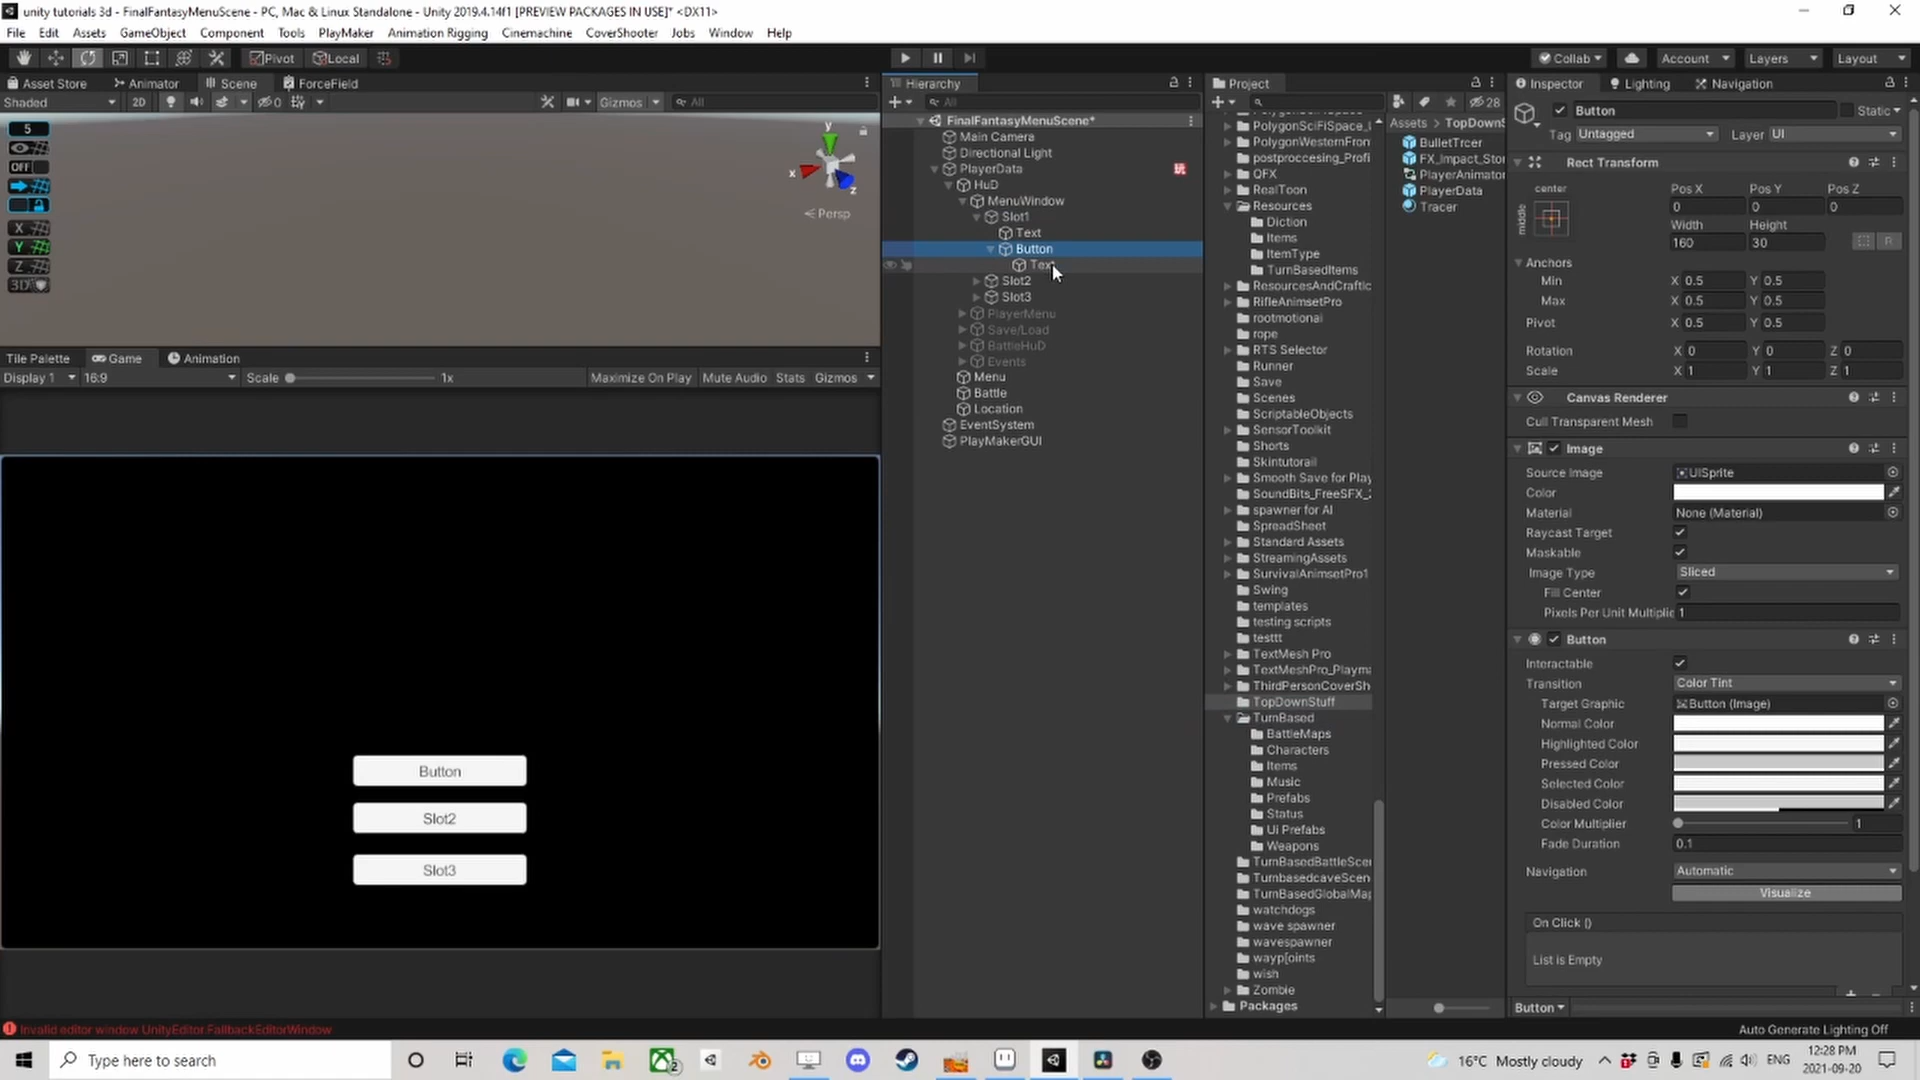 unity tutorials 3d - FinalFantasyMenuScene - PC, Mac & Linux Standalone - Unity 2019.4.14f1 [PREVIEW PACKAGES IN USE]* <DX11>
File Edit Assets GameObject Component Tools PlayMaker Animation Rigging Cinemachine CoverShooter Jobs Window Help
Pivot Local Collab Account Layers Layout
Asset Store Animator Scene ForceField
Shaded 2D 0 Gizmos All
5
OFF
X
Y
Z
3D
y
x
z
Persp
Tile Palette Game Animation
Display 1 16:9 Scale 1x Maximize On Play Mute Audio Stats Gizmos
Button
Slot2
Slot3
Hierarchy
All
FinalFantasyMenuScene*
Main Camera
Directional Light
PlayerData 玩
HuD
MenuWindow
Slot1
Text
Button
Text
Slot2
Slot3
PlayerMenu
Save/Load
BattleHuD
Events
Menu
Battle
Location
EventSystem
PlayMakerGUI
Project
28
PolygonSciFiSpace_
PolygonWesternFron
postproccesing_Profi
QFX
RealToon
Resources
Diction
Items
ItemType
TurnBasedItems
ResourcesAndCraftic
RifleAnimsetPro
rootmotionai
rope
RTS Selector
Runner
Save
Scenes
ScriptableObjects
SensorToolkit
Shorts
Skintutorail
Smooth Save for Play
SoundBits_FreeSFX_
spawner for AI
SpreadSheet
Standard Assets
StreamingAssets
SurvivalAnimsetPro1
Swing
templates
testing scripts
testtt
TextMesh Pro
TextMeshPro_Playma
ThirdPersonCoverSh
TopDownStuff
TurnBased
BattleMaps
Characters
Items
Music
Prefabs
Status
Ui Prefabs
Weapons
TurnBasedBattleScen
TurnbasedcaveScen
TurnBasedGlobalMap
watchdogs
wave spawner
wavespawner
wayp[oints
wish
Zombie
Packages
Assets > TopDownS
BulletTrcer
FX_Impact_Sto
PlayerAnimator
PlayerData
Tracer
Inspector Lighting Navigation
Button Static
Tag Untagged Layer UI
Rect Transform
center
middle
Pos X Pos Y Pos Z
0 0 0
Width Height
160 30 R
Anchors
Min X 0.5 Y 0.5
Max X 0.5 Y 0.5
Pivot X 0.5 Y 0.5
Rotation X 0 Y 0 Z 0
Scale X 1 Y 1 Z 1
Canvas Renderer
Cull Transparent Mesh
Image
Source Image UISprite
Color
Material None (Material)
Raycast Target
Maskable
Image Type Sliced
Fill Center
Pixels Per Unit Multiplie 1
Button
Interactable
Transition Color Tint
Target Graphic Button (Image)
Normal Color
Highlighted Color
Pressed Color
Selected Color
Disabled Color
Color Multiplier 1
Fade Duration 0.1
Navigation Automatic
Visualize
On Click ()
List is Empty
Button
Invalid editor window UnityEditor.FallbackEditorWindow
Auto Generate Lighting Off
Type here to search
2
16°C Mostly cloudy ENG
12:28 PM
2021-09-20